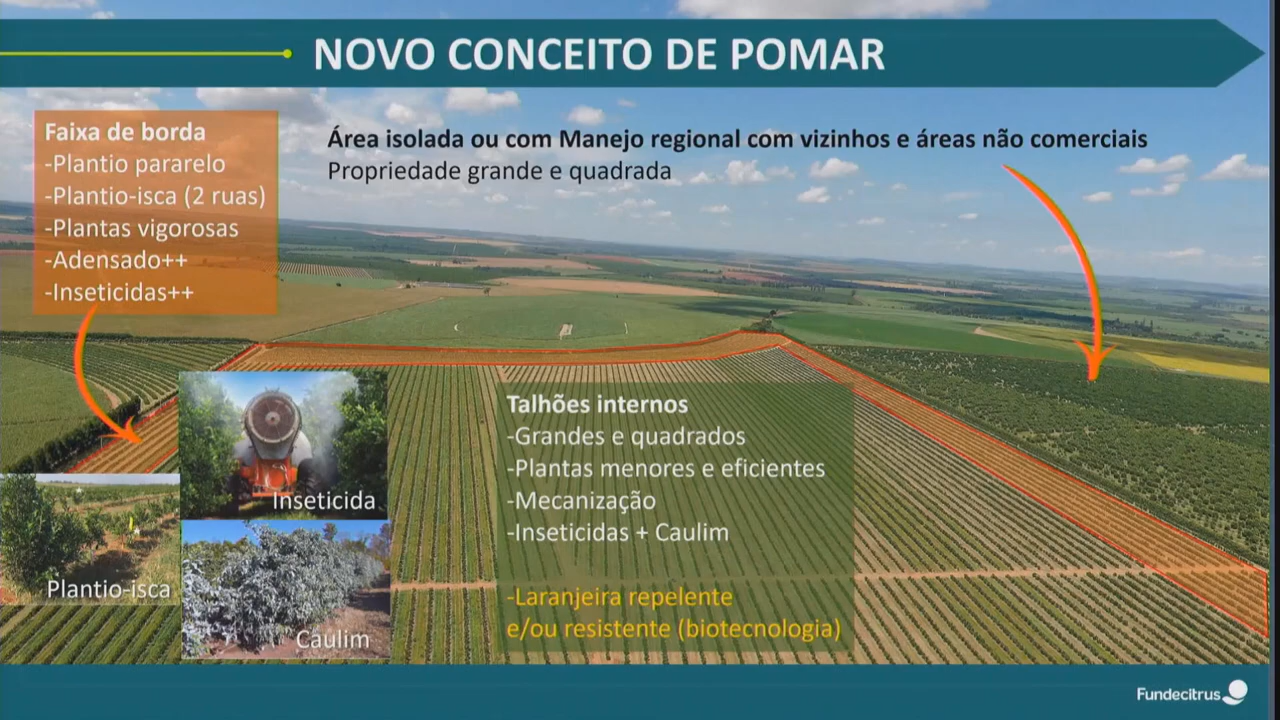 NOVO CONCEITO DE POMAR
Faixa de borda
-Plantio pararelo
-Plantio-isca (2 ruas)
-Plantas vigorosas
-Adensado++
-Inseticidas++
Área isolada ou com Manejo regional com vizinhos e áreas não comerciais
Propriedade grande e quadrada
Inseticida
Plantio-isca
Caulim
Talhões internos
-Grandes e quadrados
-Plantas menores e eficientes
-Mecanização
-Inseticidas + Caulim
-Laranjeira repelente
e/ou resistente (biotecnologia)
Fundecitrus